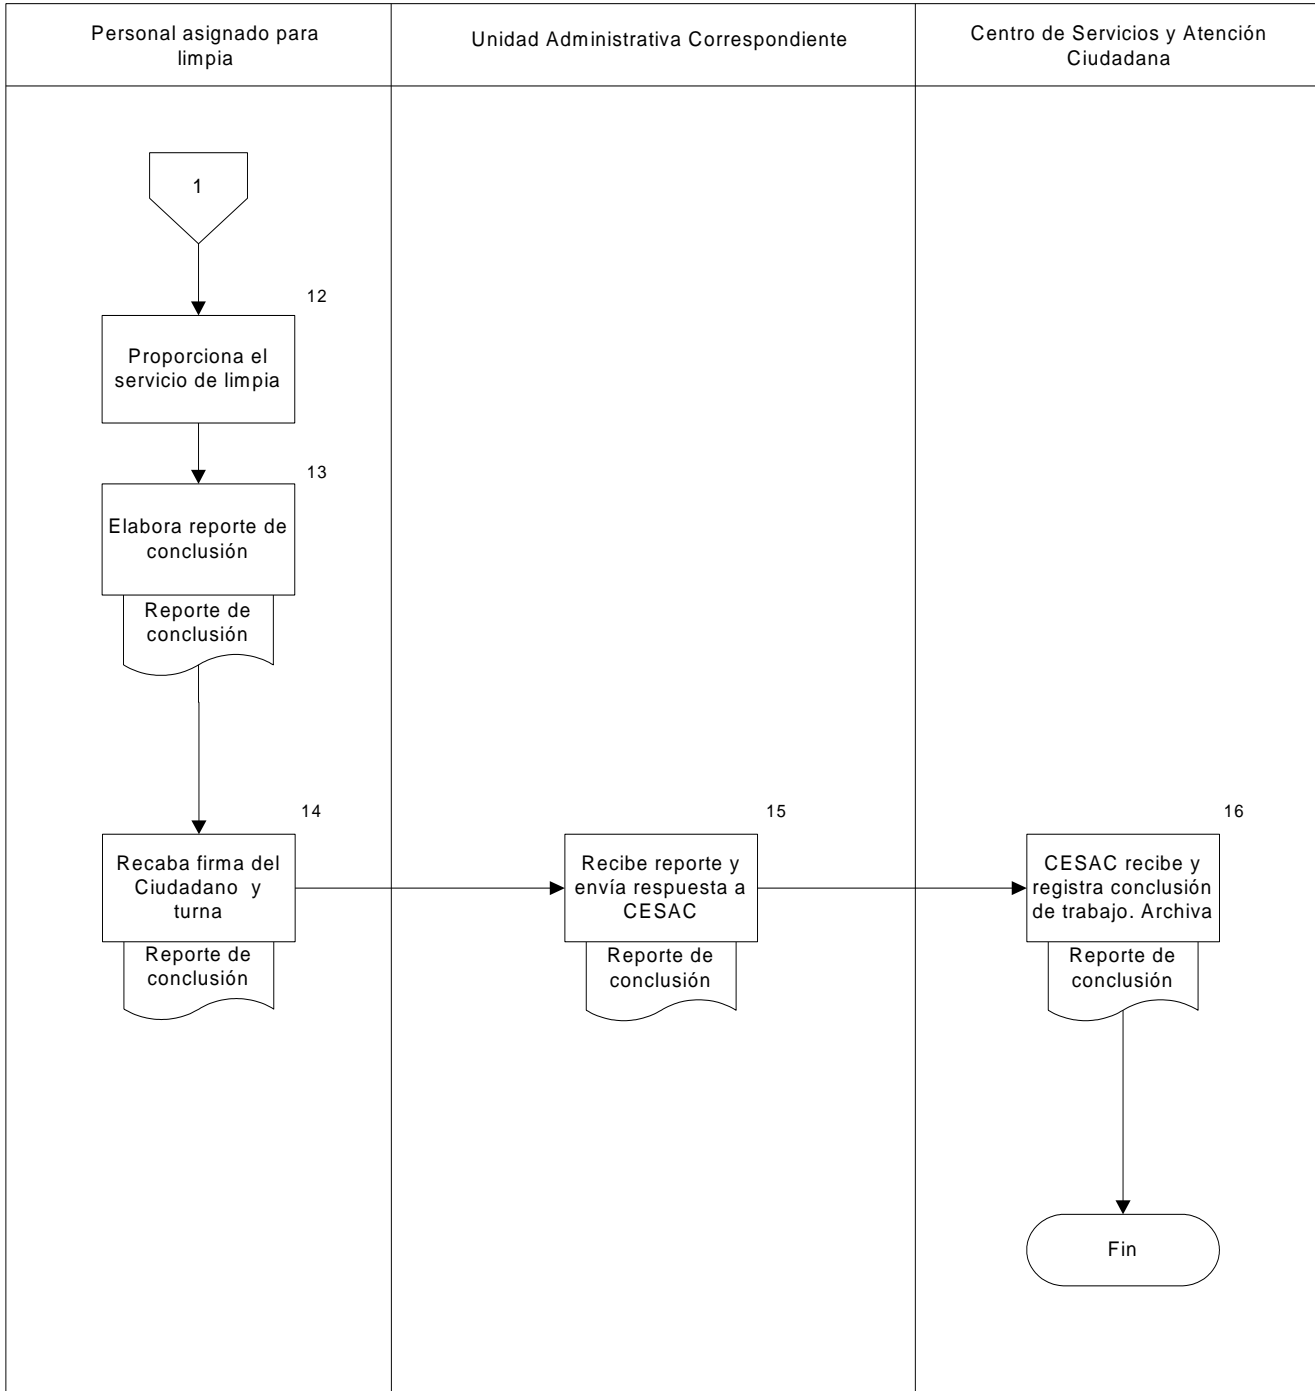 Personal asignado para
limpia
Unidad Administrativa Correspondiente
Centro de Servicios y Atención
Ciudadana
1
12
Proporciona el
servicio de limpia
13
Elabora reporte de
conclusión
Reporte de
conclusión
14
Recaba firma del
Ciudadano y
turna
Reporte de
conclusión
15
Recibe reporte y
envía respuesta a
CESAC
Reporte de
conclusión
16
CESAC recibe y
registra conclusión
de trabajo. Archiva
Reporte de
conclusión
Fin